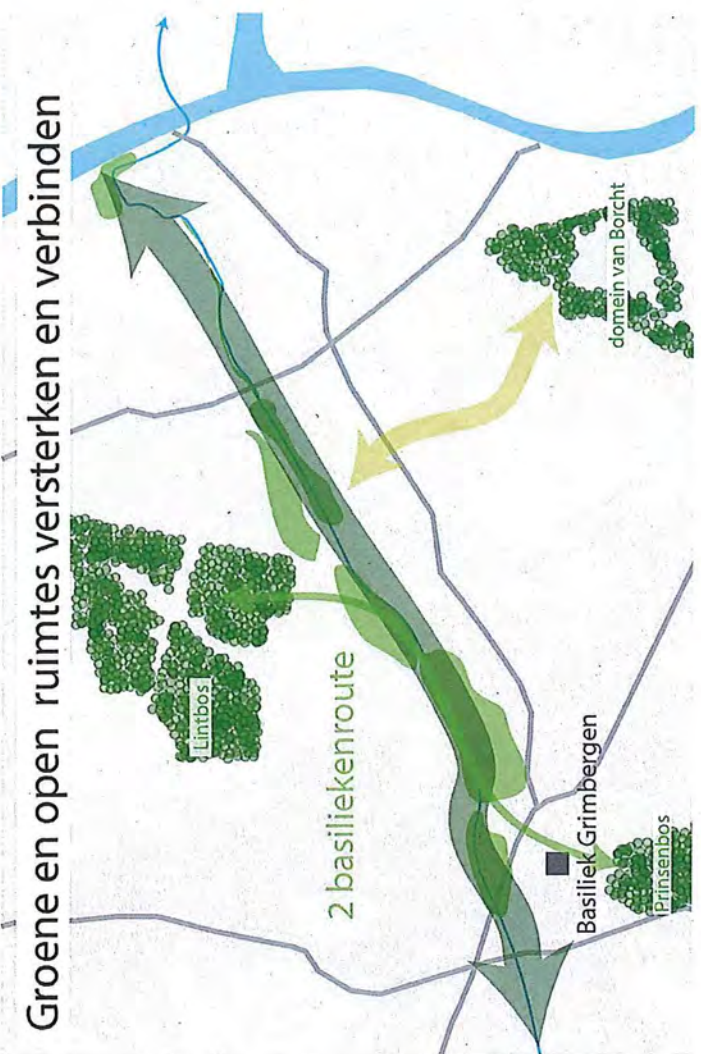 Groene en open ruimtes versterken en verbinden
Lintbos
2 basiliekenroute
domein van Borcht
Basiliek Grimbergen
Prinsenbos